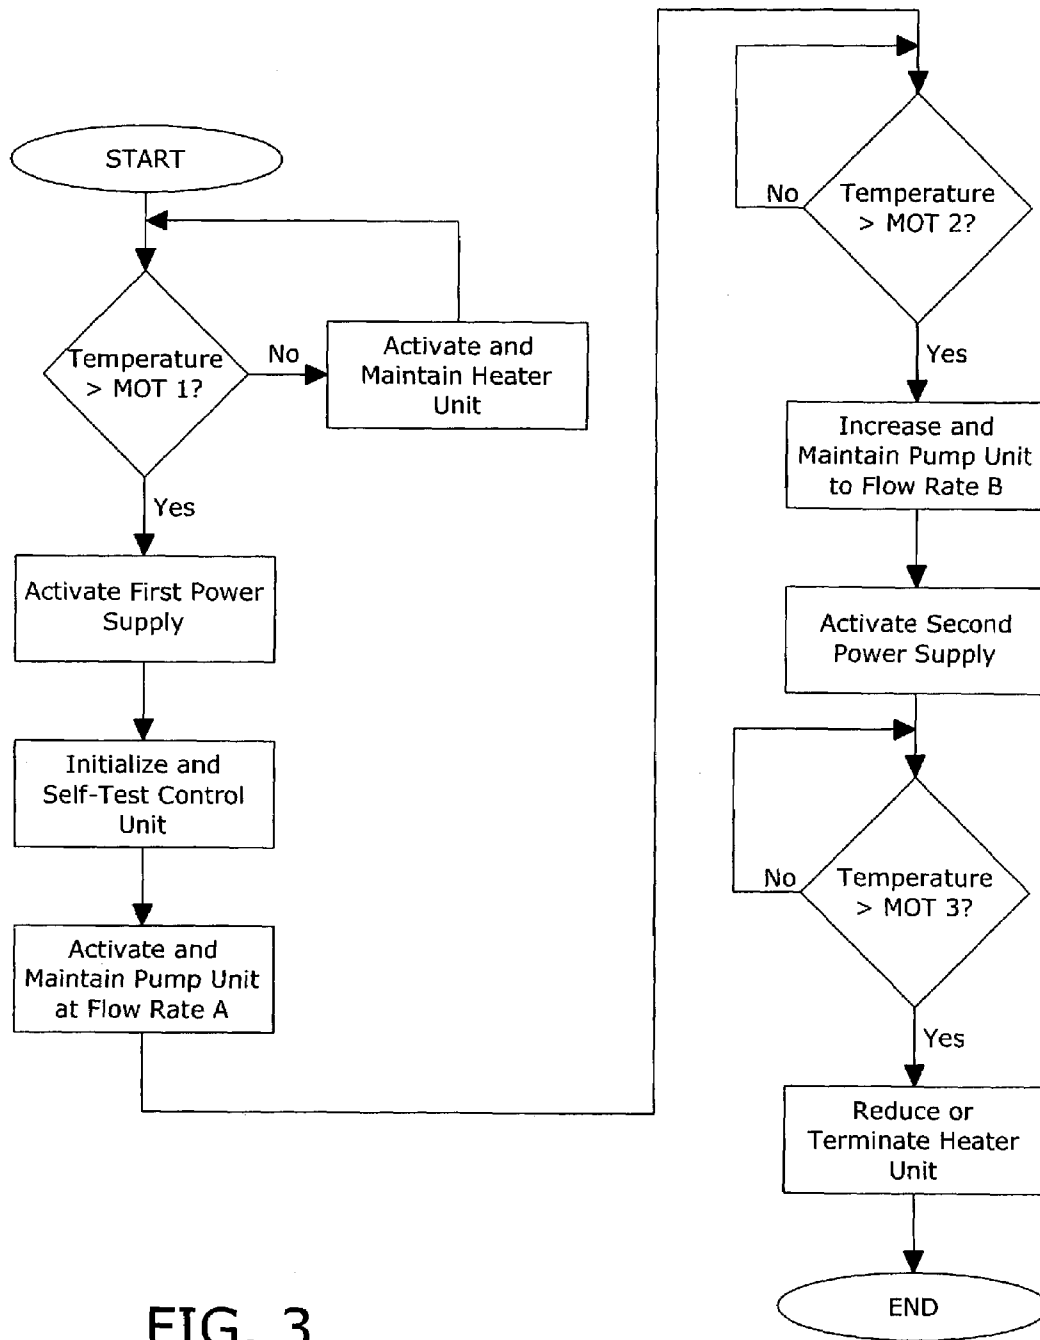 START
Temperature
> MOT 1?
No
Activate and
Maintain Heater
Unit
Yes
Activate First Power
Supply
Initialize and
Self-Test Control
Unit
Activate and
Maintain Pump Unit
at Flow Rate A
No
Temperature
> MOT 2?
Yes
Increase and
Maintain Pump Unit
to Flow Rate B
Activate Second
Power Supply
No
Temperature
> MOT 3?
Yes
Reduce or
Terminate Heater
Unit
END
FIG. 3